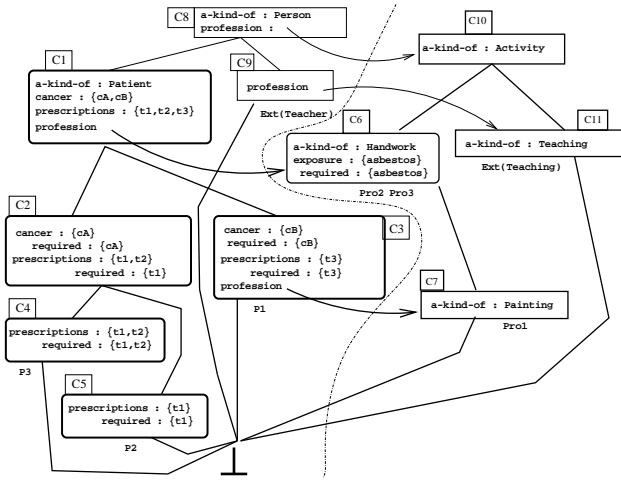 C8
a-kind-of : Person
profession :
C10
a-kind-of : Activity
C1
a-kind-of : Patient
cancer : {cA,cB}
prescriptions : {t1,t2,t3}
profession
C9
profession
Ext(Teacher)
C6
a-kind-of : Handwork
exposure : {asbestos}
required : {asbestos}
Pro2 Pro3
C11
a-kind-of : Teaching
Ext(Teaching)
C2
cancer : {cA}
required : {cA}
prescriptions : {t1,t2}
required : {t1}
C3
cancer : {cB}
required : {cB}
prescriptions : {t3}
required : {t3}
profession
P1
C7
a-kind-of : Painting
Pro1
C4
prescriptions : {t1,t2}
required : {t1,t2}
P3
C5
prescriptions : {t1}
required : {t1}
P2